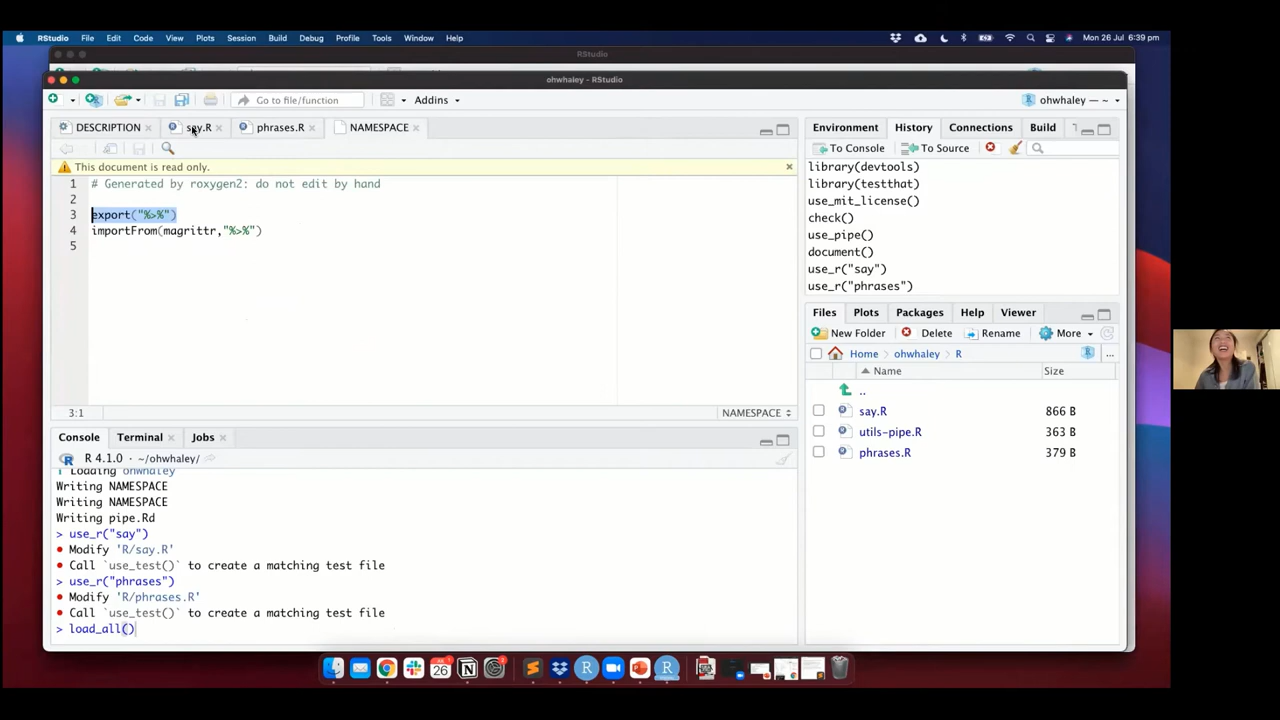 RStudio File Edit Code View Plots Session Build Debug Profile Tools Window Help Mon 26 Jul 6:39 pm
RStudio
ohwhaley - RStudio
Go to file/function Addins ohwhaley — ~
DESCRIPTION say.R phrases.R NAMESPACE
This document is read only.
1 # Generated by roxygen2: do not edit by hand
2
3 export("%>%")
4 importFrom(magrittr,"%>%")
5
3:1 NAMESPACE
Console Terminal Jobs
R 4.1.0 · ~/ohwhaley/
Loading ohwhaley
Writing NAMESPACE
Writing NAMESPACE
Writing pipe.Rd
> use_r("say")
• Modify 'R/say.R'
• Call `use_test()` to create a matching test file
> use_r("phrases")
• Modify 'R/phrases.R'
• Call `use_test()` to create a matching test file
> load_all()
Environment History Connections Build
To Console To Source
library(devtools)
library(testthat)
use_mit_license()
check()
use_pipe()
document()
use_r("say")
use_r("phrases")
Files Plots Packages Help Viewer
New Folder Delete Rename More
Home ohwhaley R
Name Size
..
say.R 866 B
utils-pipe.R 363 B
phrases.R 379 B